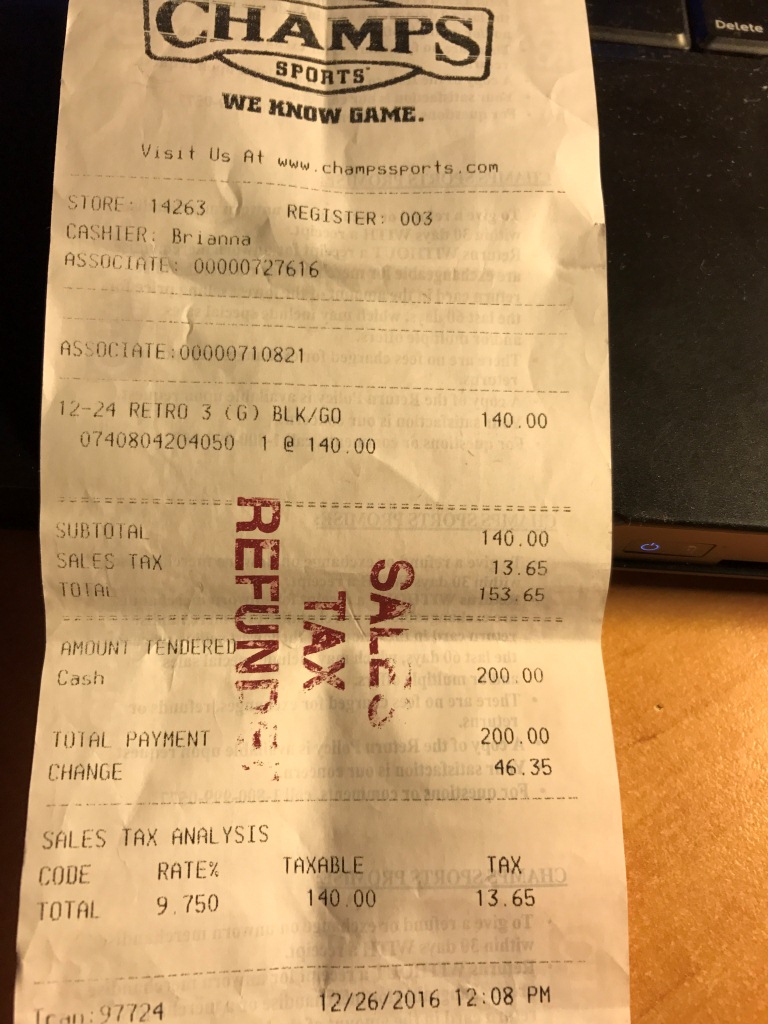 CHAMPS
SPORTS
WE KNOW GAME.
Visit Us At www.champssports.com
STORE: 14263 REGISTER: 003
CASHIER: Brianna
ASSOCIATE: 00000727616
ASSOCIATE:00000710821
12-24 RETRO 3 (G) BLK/GO 140.00
0740804204050 1 @ 140.00
SUBTOTAL 140.00
SALES TAX 13.65
TOTAL 153.65
SALES
TAX
REFUNDED
AMOUNT TENDERED
Cash 200.00
TOTAL PAYMENT 200.00
CHANGE 46.35
SALES TAX ANALYSIS
CODE RATE% TAXABLE TAX
TOTAL 9.750 140.00 13.65
Tran:97724 12/26/2016 12:08 PM
Delete